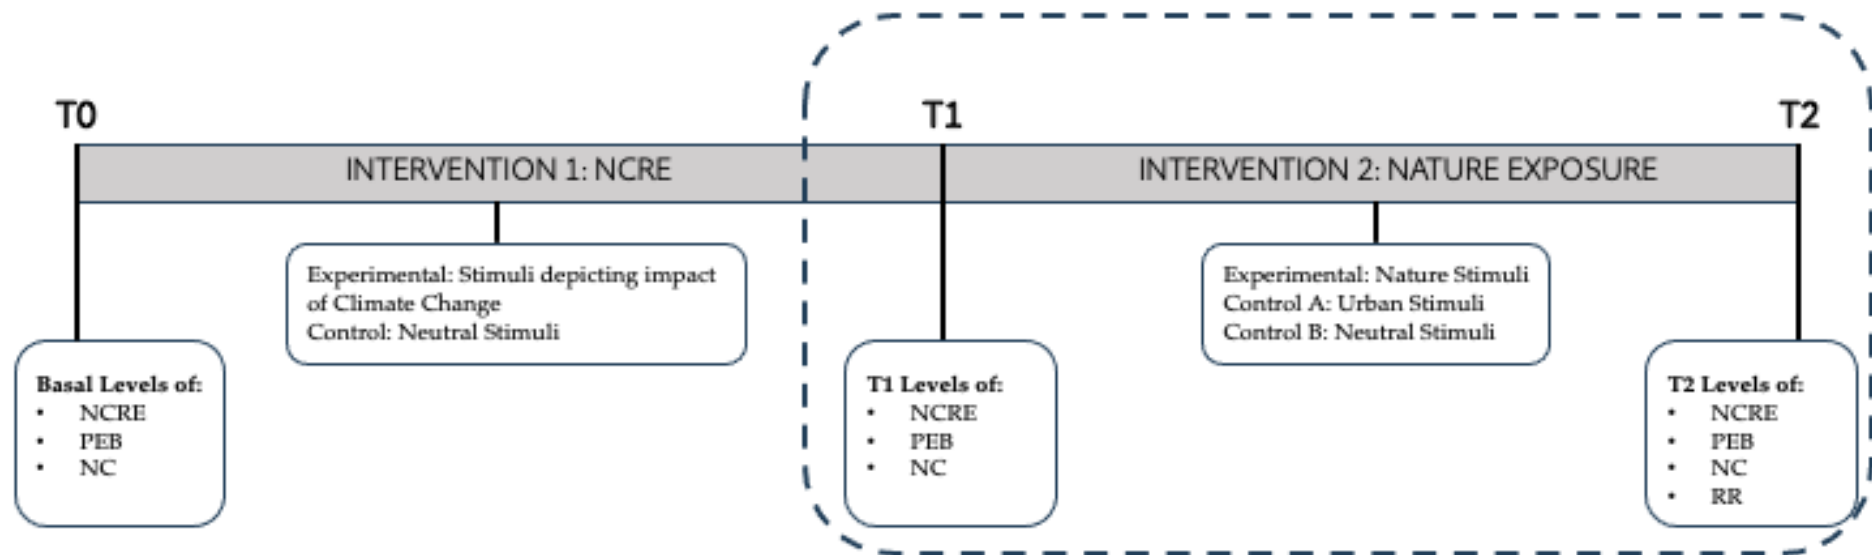 T0
T1
T2
INTERVENTION 1: NCRE
INTERVENTION 2: NATURE EXPOSURE
Experimental: Stimuli depicting impact
of Climate Change
Control: Neutral Stimuli
Experimental: Nature Stimuli
Control A: Urban Stimuli
Control B: Neutral Stimuli
Basal Levels of:
• NCRE
• PEB
• NC
T1 Levels of:
• NCRE
• PEB
• NC
T2 Levels of:
• NCRE
• PEB
• NC
• RR